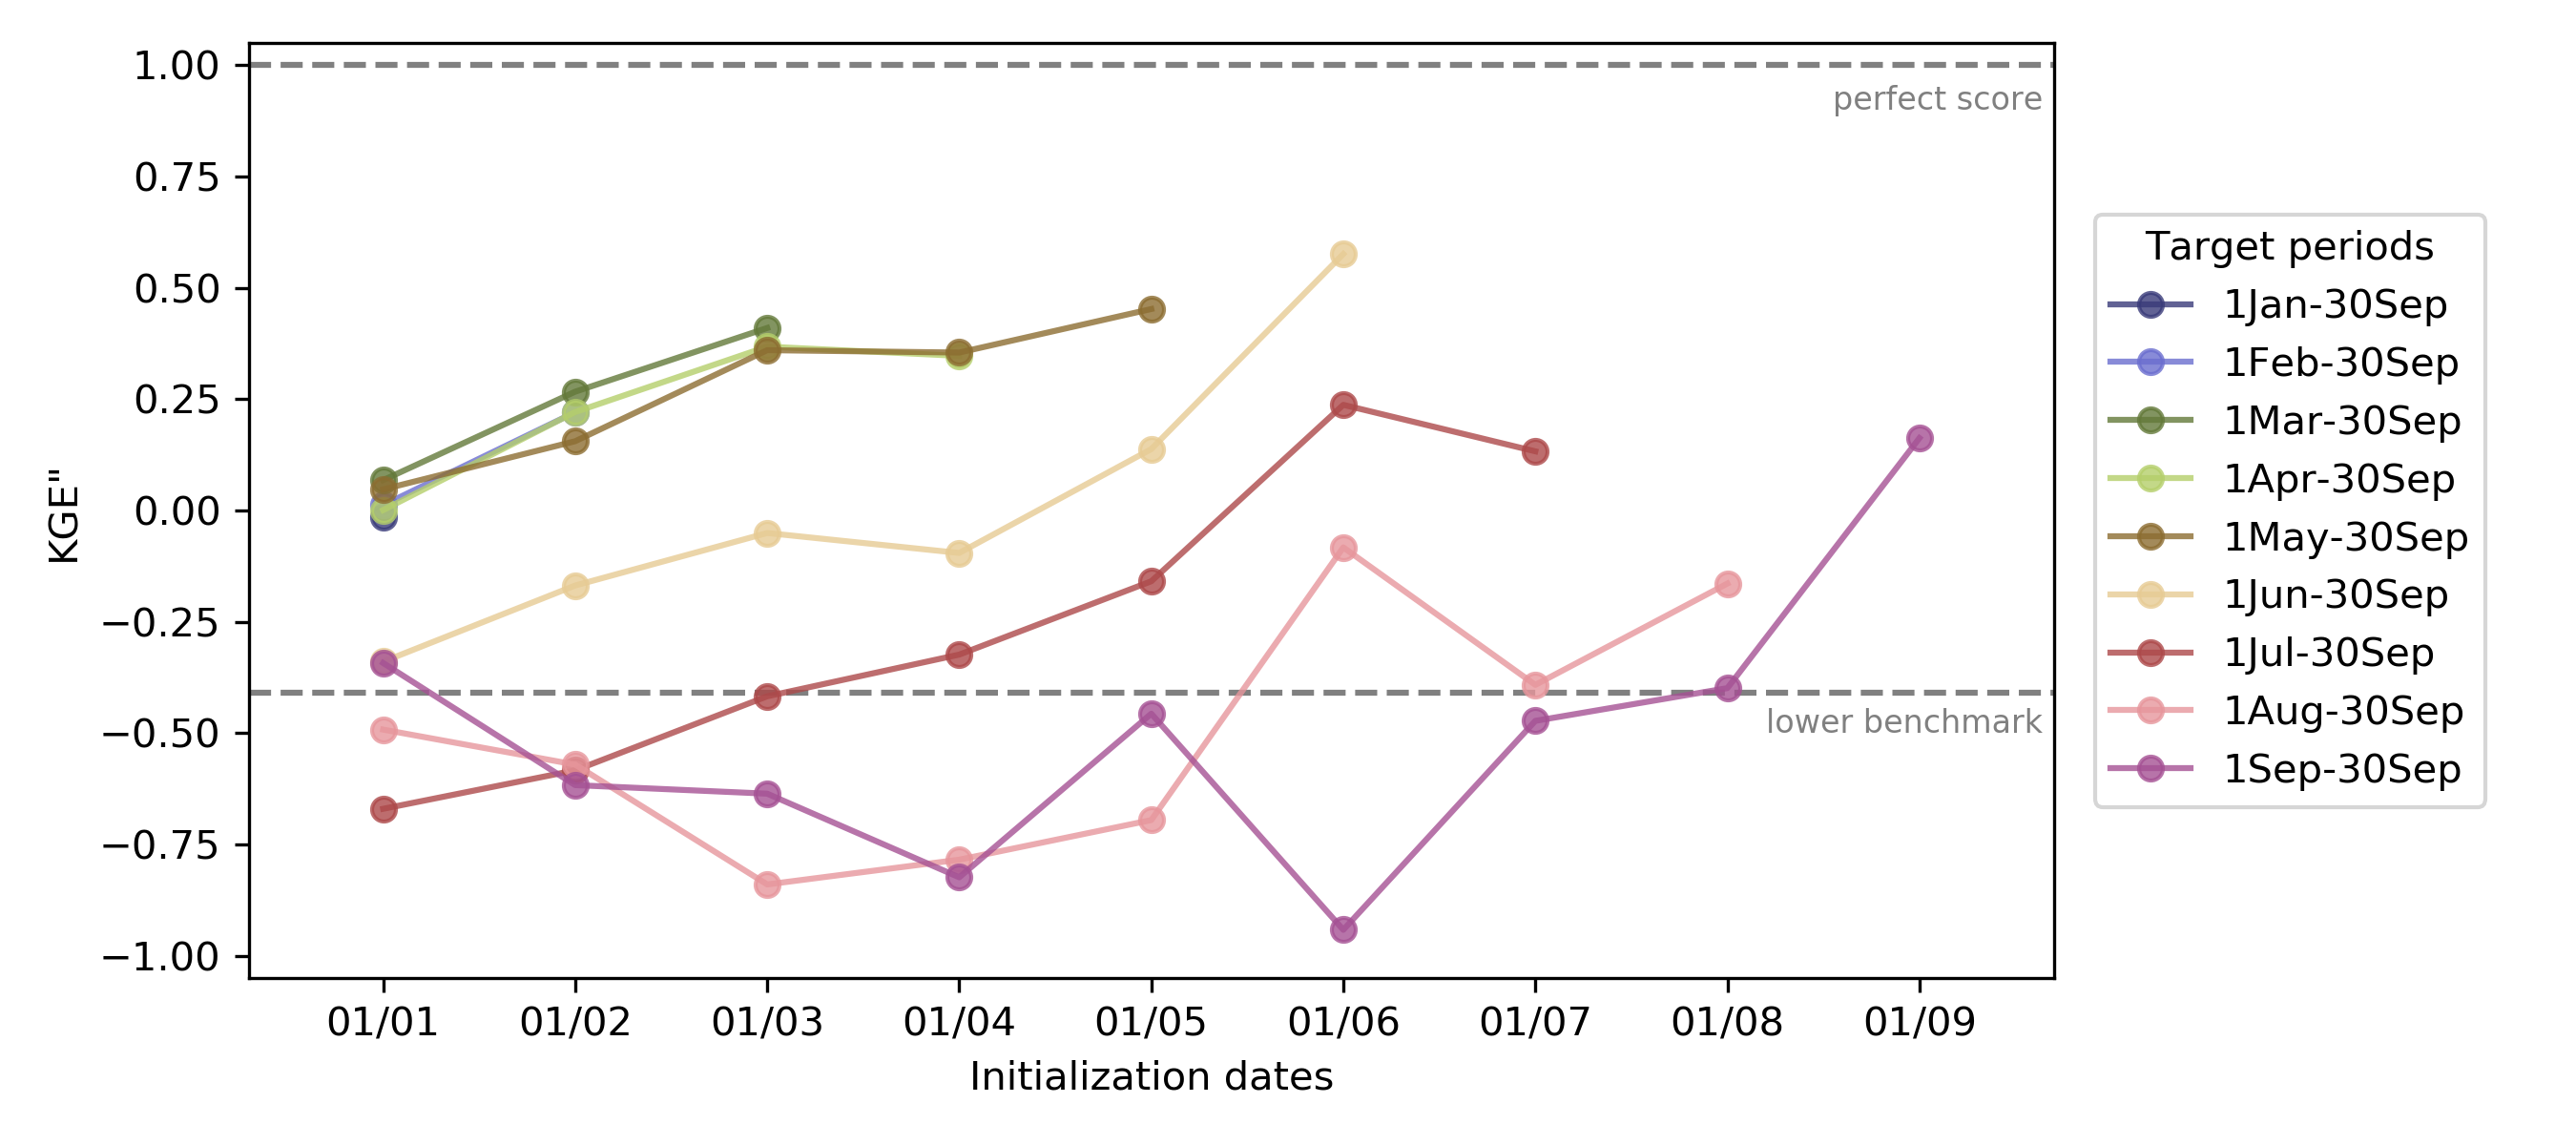 1.00
0.75
0.50
0.25
0.00
−0.25
−0.50
−0.75
−1.00
KGE"
perfect score
lower benchmark
01/01 01/02 01/03 01/04 01/05 01/06 01/07 01/08 01/09
Initialization dates
Target periods
1Jan-30Sep
1Feb-30Sep
1Mar-30Sep
1Apr-30Sep
1May-30Sep
1Jun-30Sep
1Jul-30Sep
1Aug-30Sep
1Sep-30Sep